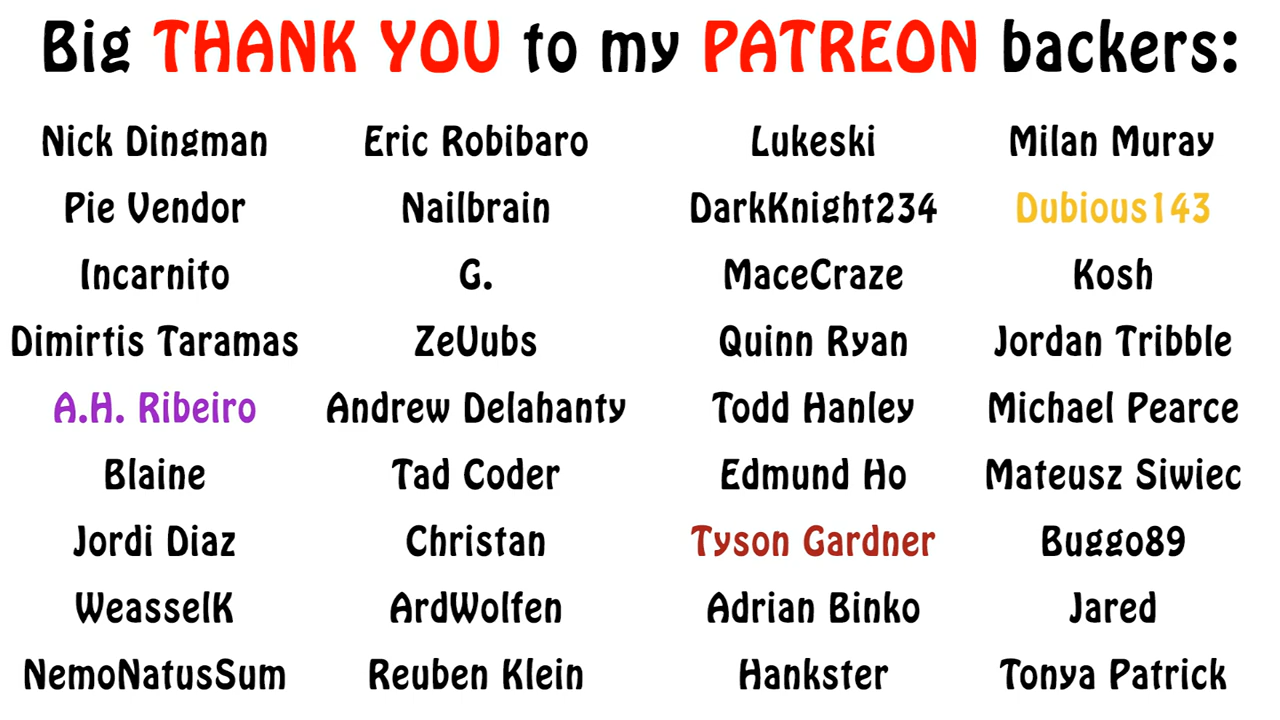 Big THANK YOU to my PATREON backers:
Nick Dingman Eric Robibaro Lukeski Milan Muray
Pie Vendor Nailbrain DarkKnight234 Dubious143
Incarnito G. MaceCraze Kosh
Dimirtis Taramas ZeVubs Quinn Ryan Jordan Tribble
A.H. Ribeiro Andrew Delahanty Todd Hanley Michael Pearce
Blaine Tad Coder Edmund Ho Mateusz Siwiec
Jordi Diaz Christan Tyson Gardner Buggo89
WeasselK ArdWolfen Adrian Binko Jared
NemoNatusSum Reuben Klein Hankster Tonya Patrick